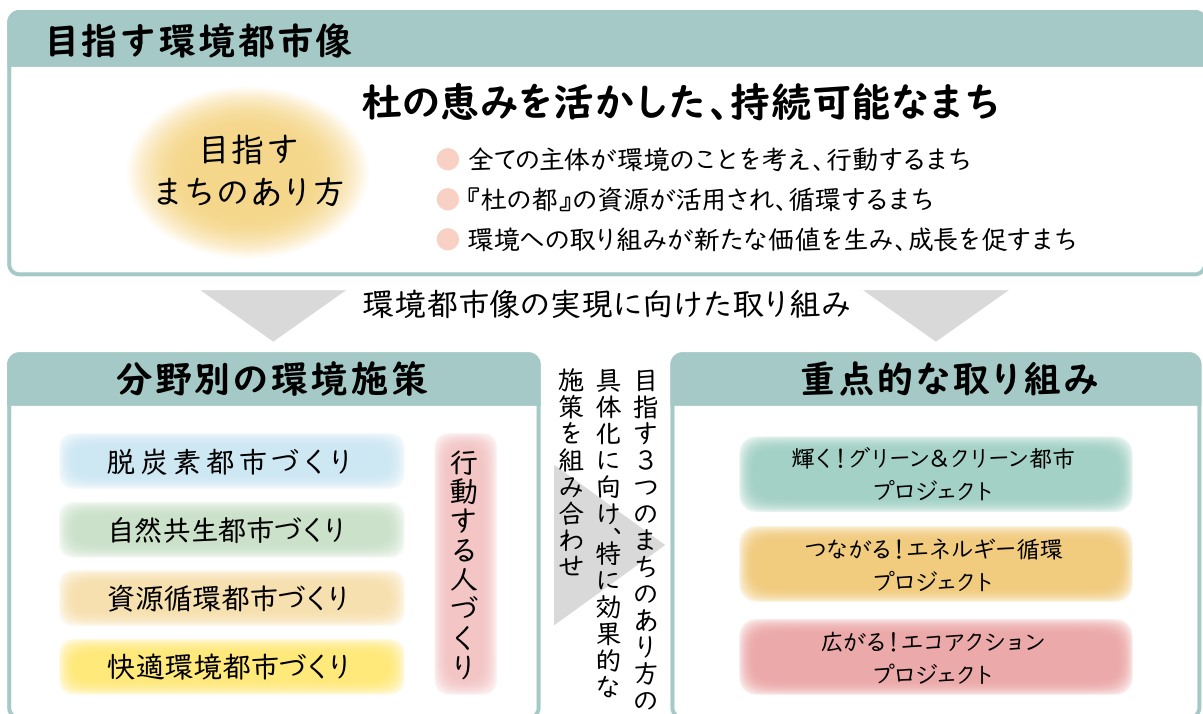 目指す環境都市像
目指す
まちのあり方
杜の恵みを活かした、持続可能なまち
全ての主体が環境のことを考え、行動するまち
『杜の都』の資源が活用され、循環するまち
環境への取り組みが新たな価値を生み、成長を促すまち
環境都市像の実現に向けた取り組み
分野別の環境施策
脱炭素都市づくり
自然共生都市づくり
資源循環都市づくり
快適環境都市づくり
行動する人づくり
目指す3つのまちのあり方の
具体化に向け、特に効果的な
施策を組み合わせ
重点的な取り組み
輝く!グリーン&クリーン都市
プロジェクト
つながる!エネルギー循環
プロジェクト
広がる!エコアクション
プロジェクト